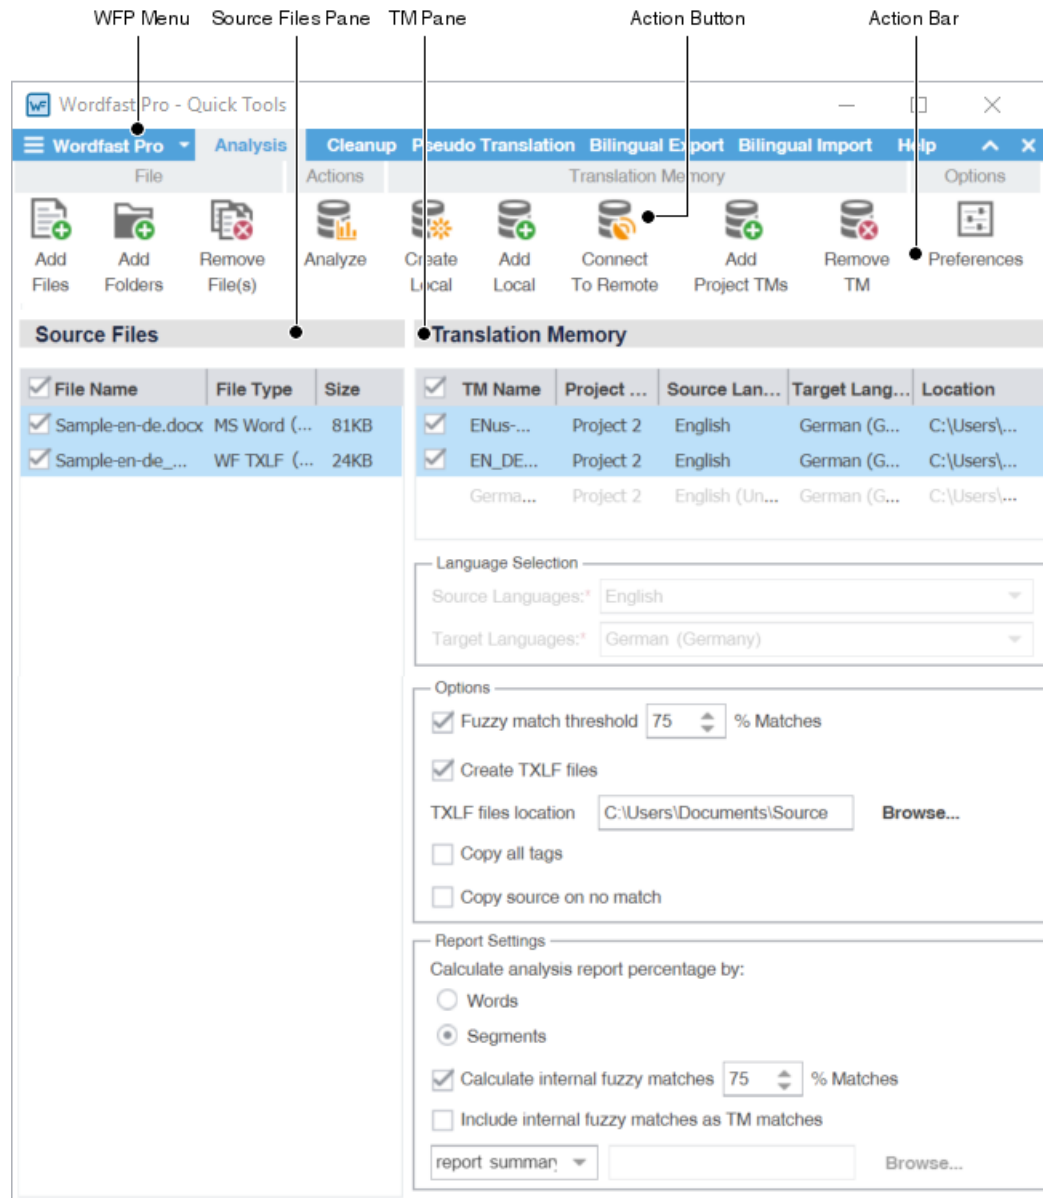 WFP Menu Source Files Pane TM Pane Action Button Action Bar
WF Wordfast Pro - Quick Tools
Wordfast Pro Analysis Cleanup Pseudo Translation Bilingual Export Bilingual Import Help
File Actions Translation Memory Options
Add Files
Add Folders
Remove File(s)
Analyze
Create Local
Add Local
Connect To Remote
Add Project TMs
Remove TM
Preferences
Source Files Translation Memory
File Name File Type Size
Sample-en-de.docx MS Word (... 81KB
Sample-en-de_... WF TXLF (... 24KB
TM Name Project ... Source Lan... Target Lang... Location
ENus-... Project 2 English German (G... C:\Users\...
EN_DE... Project 2 English German (G... C:\Users\...
Germa... Project 2 English (Un... German (G... C:\Users\...
Language Selection
Source Languages:* English
Target Languages:* German (Germany)
Options
Fuzzy match threshold 75 % Matches
Create TXLF files
TXLF files location C:\Users\Documents\Source Browse...
Copy all tags
Copy source on no match
Report Settings
Calculate analysis report percentage by:
Words
Segments
Calculate internal fuzzy matches 75 % Matches
Include internal fuzzy matches as TM matches
report summar Browse...